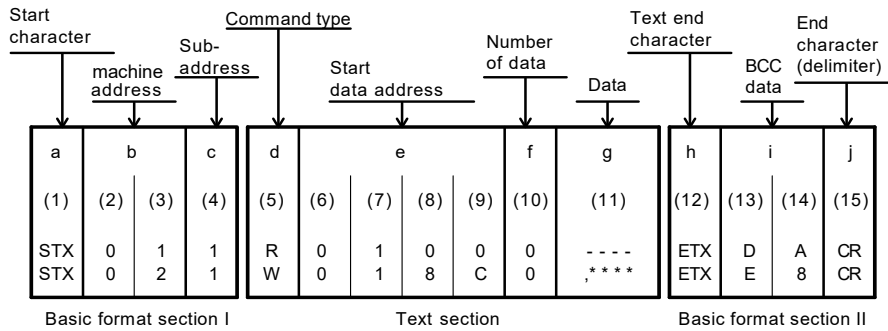 Start
character
machine
address
Sub-
address
Command type
Start
data address
Number
of data
Data
Text end
character
BCC
data
End
character
(delimiter)
a b c d e f g h i j
(1) (2) (3) (4) (5) (6) (7) (8) (9) (10) (11) (12) (13) (14) (15)
STX 0 1 1 R 0 1 0 0 0 - - - - ETX D A CR
STX 0 2 1 W 0 1 8 C 0 ,* * * * ETX E 8 CR
Basic format section I Text section Basic format section II